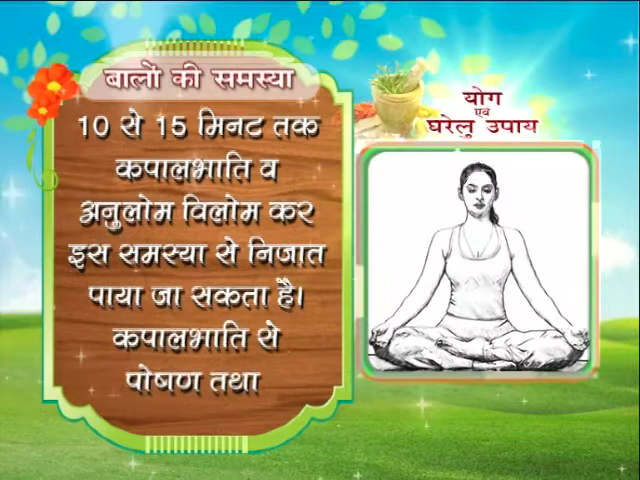 बालों की समस्या
10 से 15 मिनट तक
कपालभाति व
अनुलोम विलोम कर
इस समस्या से निजात
पाया जा सकता है।
कपालभाति से
पोषण तथा
योग
एवं
घरेलु उपाय